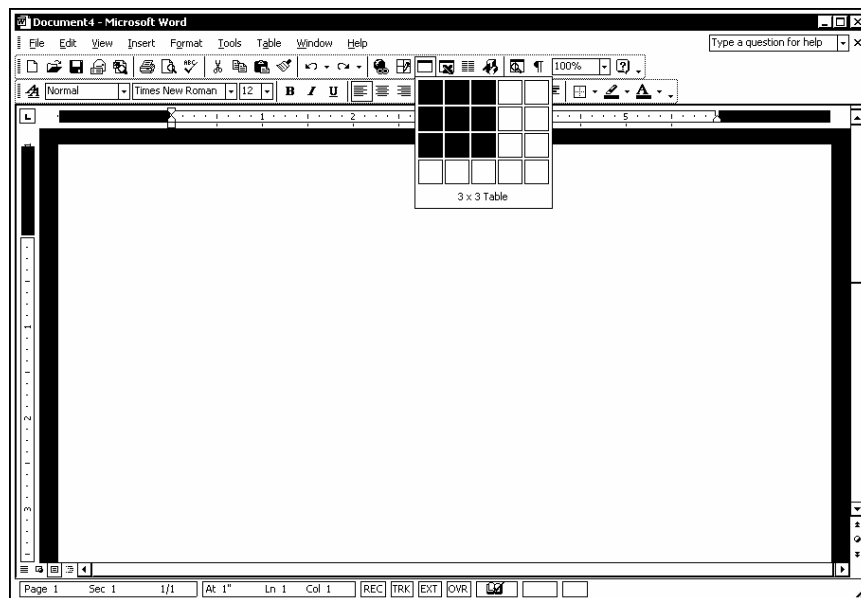 Document4 - Microsoft Word
File Edit View Insert Format Tools Table Window Help Type a question for help
ABC 100%
Normal Times New Roman 12 B I U A
1 2 5
3 x 3 Table
1
2
3
Page 1 Sec 1 1/1 At 1" Ln 1 Col 1 REC TRK EXT OVR